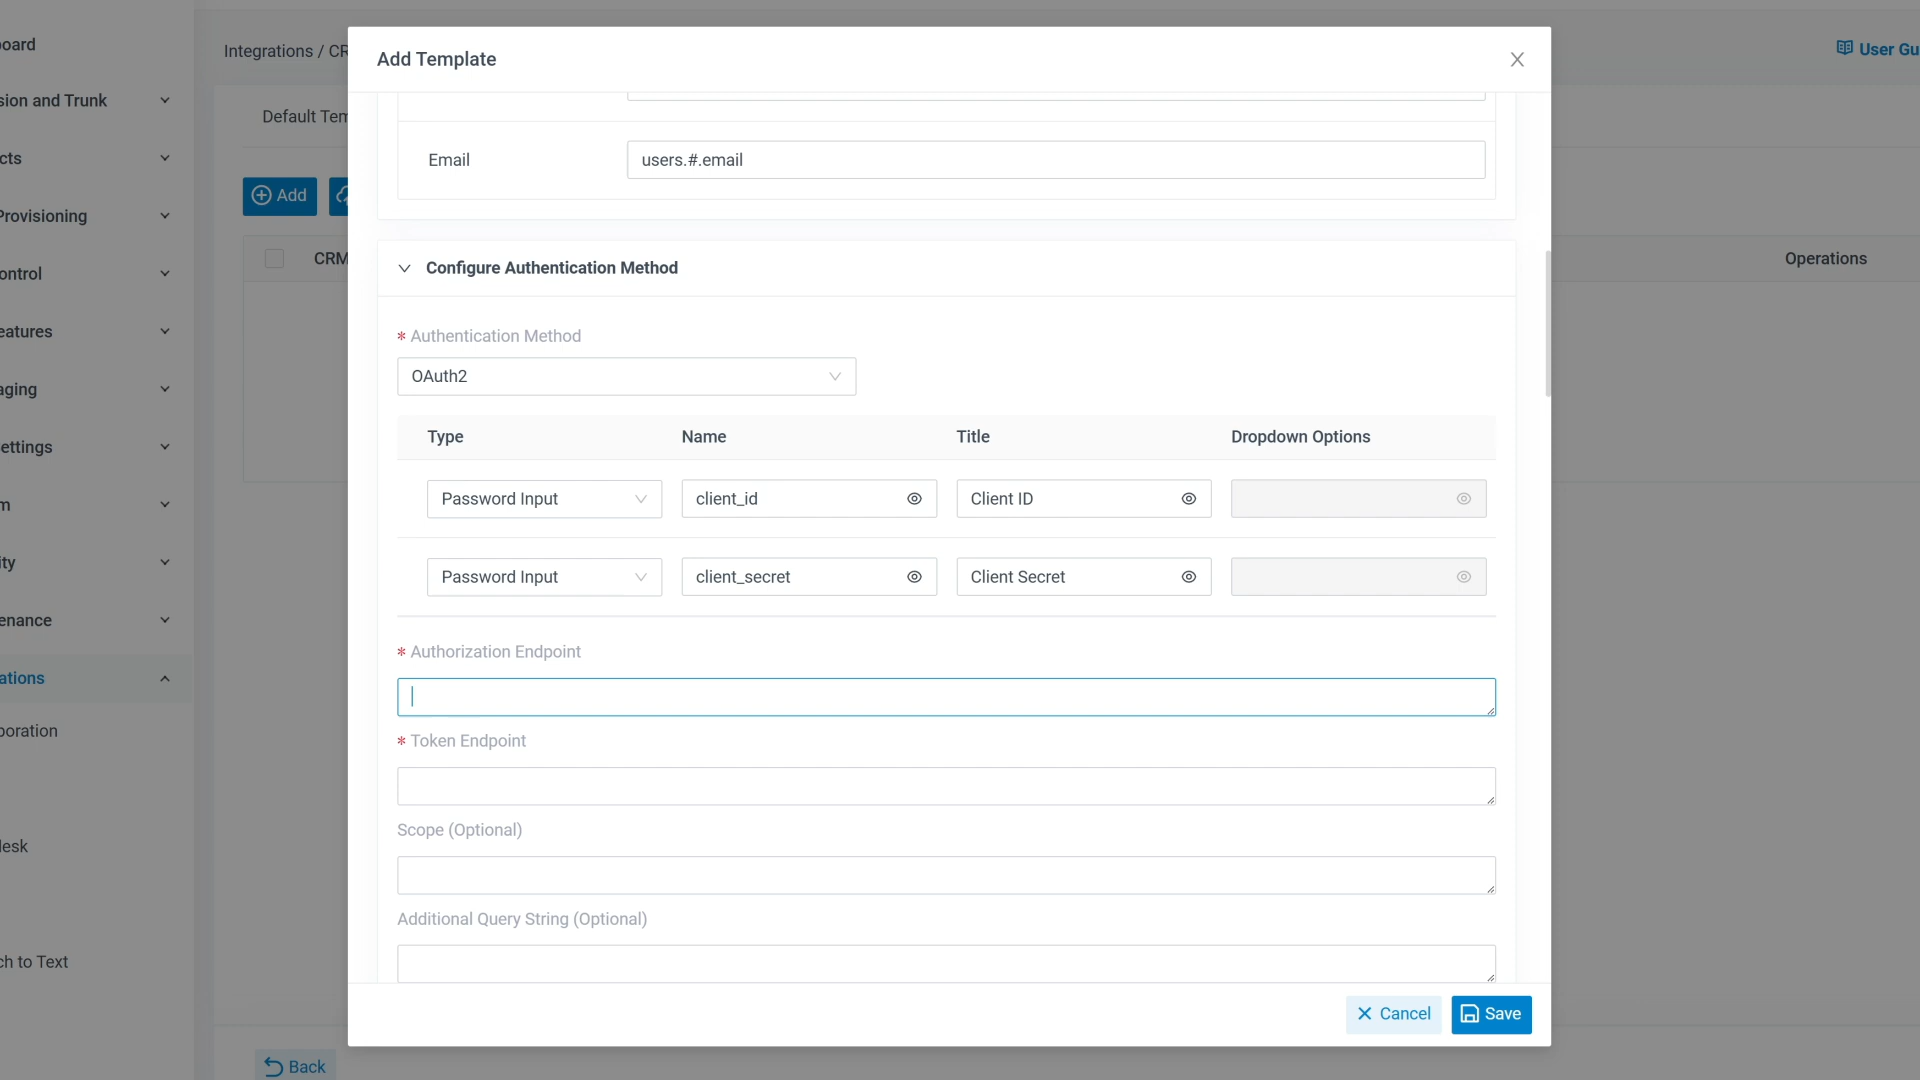 Add Template
Email
users.#.email
Configure Authentication Method
* Authentication Method
OAuth2
Type Name Title Dropdown Options
Password Input client_id Client ID
Password Input client_secret Client Secret
* Authorization Endpoint
* Token Endpoint
Scope (Optional)
Additional Query String (Optional)
Cancel Save
Integrations / CR
User Gu
Default Tem
Add
CRM
Operations
Back
oard
sion and Trunk
cts
Provisioning
ontrol
eatures
aging
ettings
m
ity
enance
ations
boration
desk
ch to Text